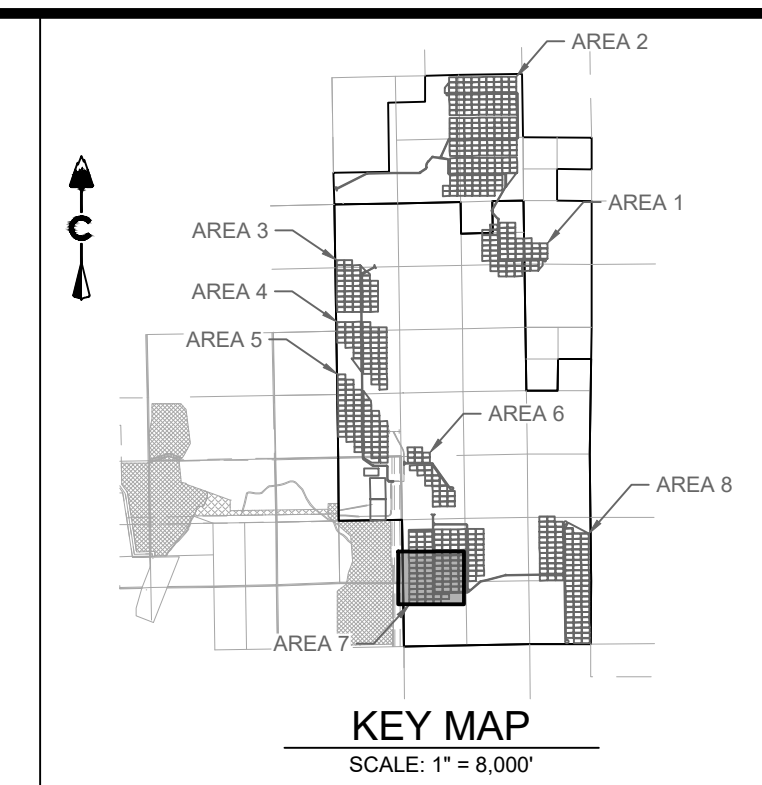 AREA 2
AREA 1
AREA 3
AREA 4
AREA 5
AREA 6
AREA 8
AREA 7
C
KEY MAP
SCALE: 1" = 8,000'